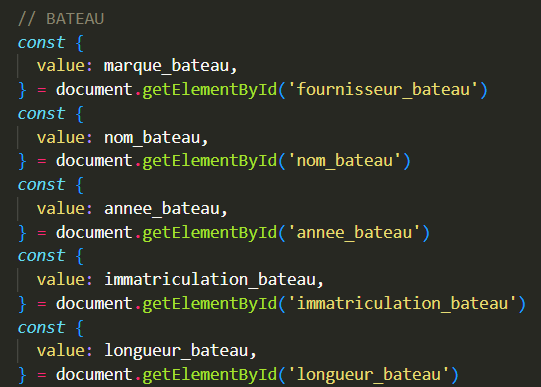 // BATEAU
const {
  value: marque_bateau,
} = document.getElementById('fournisseur_bateau')
const {
  value: nom_bateau,
} = document.getElementById('nom_bateau')
const {
  value: annee_bateau,
} = document.getElementById('annee_bateau')
const {
  value: immatriculation_bateau,
} = document.getElementById('immatriculation_bateau')
const {
  value: longueur_bateau,
} = document.getElementById('longueur_bateau')